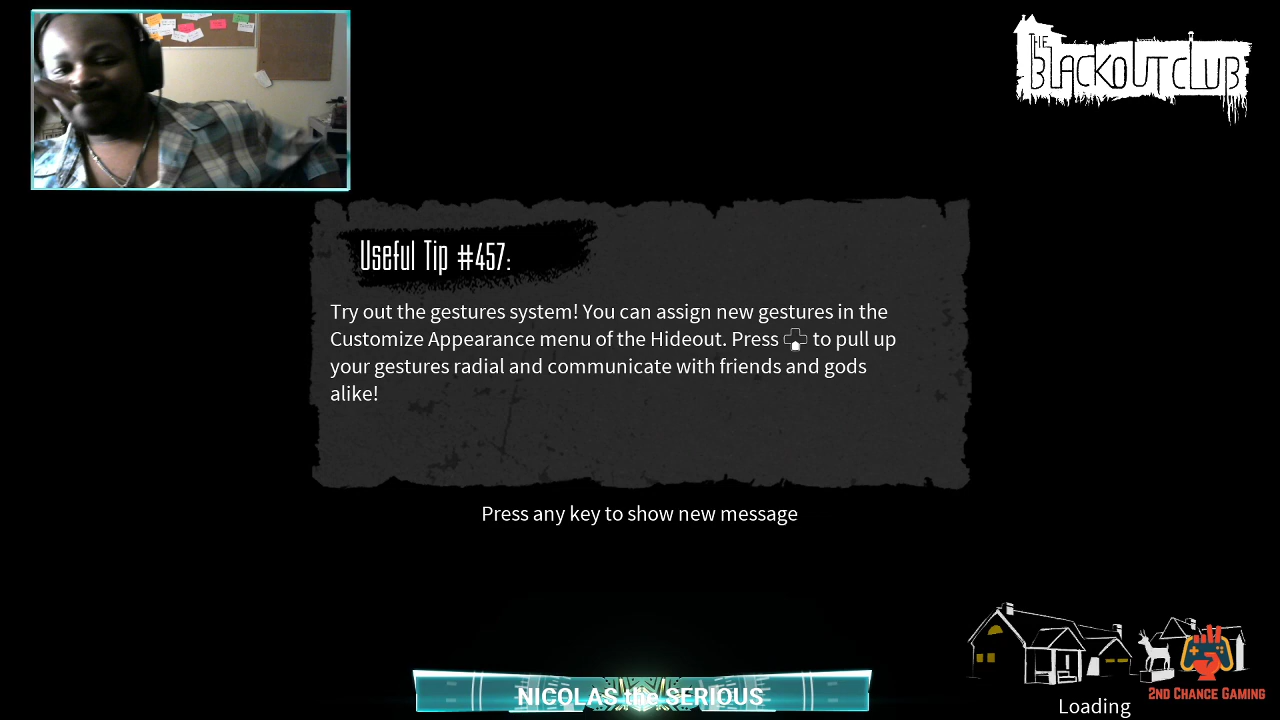 THE
BLACKOUT CLUB
Useful Tip #457:
Try out the gestures system! You can assign new gestures in the
Customize Appearance menu of the Hideout. Press to pull up
your gestures radial and communicate with friends and gods
alike!
Press any key to show new message
NICOLAS the SERIOUS
2ND CHANCE GAMING
Loading